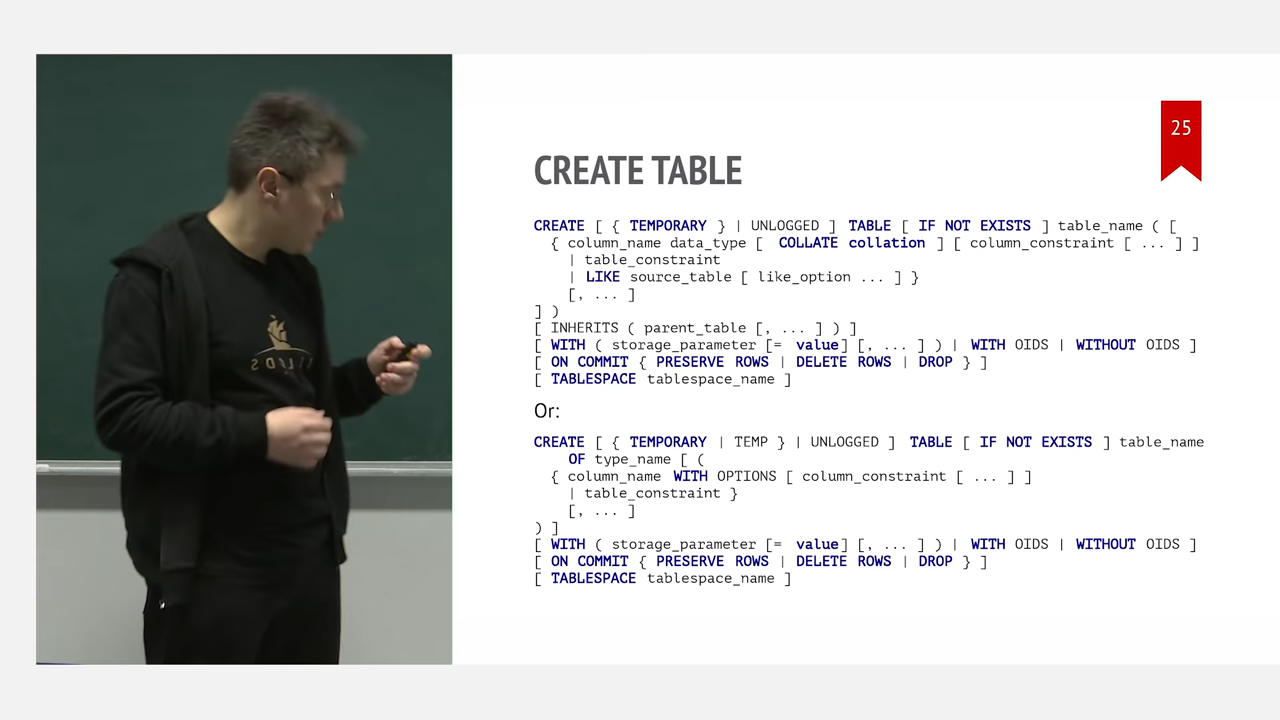 25
CREATE TABLE
CREATE [ { TEMPORARY } | UNLOGGED ] TABLE [ IF NOT EXISTS ] table_name ( [
{ column_name data_type [ COLLATE collation ] [ column_constraint [ ... ] ]
| table_constraint
| LIKE source_table [ like_option ... ] }
[, ... ]
] )
[ INHERITS ( parent_table [, ... ] ) ]
[ WITH ( storage_parameter [= value] [, ... ] ) | WITH OIDS | WITHOUT OIDS ]
[ ON COMMIT { PRESERVE ROWS | DELETE ROWS | DROP } ]
[ TABLESPACE tablespace_name ]
Or:
CREATE [ { TEMPORARY | TEMP } | UNLOGGED ] TABLE [ IF NOT EXISTS ] table_name
OF type_name [ (
{ column_name WITH OPTIONS [ column_constraint [ ... ] ]
| table_constraint }
[, ... ]
) ]
[ WITH ( storage_parameter [= value] [, ... ] ) | WITH OIDS | WITHOUT OIDS ]
[ ON COMMIT { PRESERVE ROWS | DELETE ROWS | DROP } ]
[ TABLESPACE tablespace_name ]